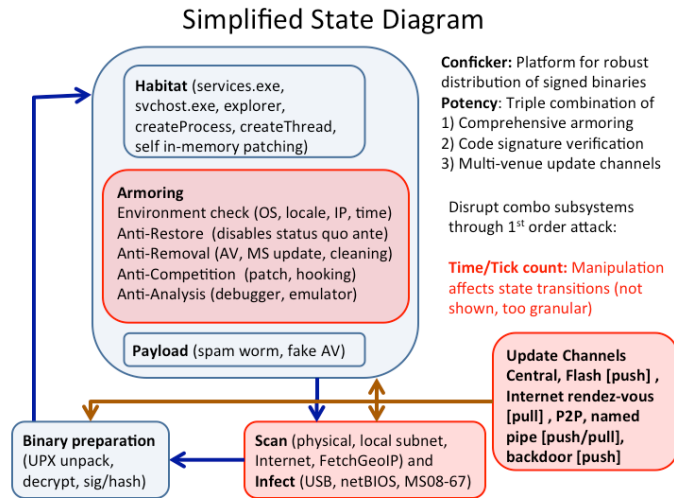 Simplified State Diagram
Habitat (services.exe,
svchost.exe, explorer,
createProcess, createThread,
self in-memory patching)
Armoring
Environment check (OS, locale, IP, time)
Anti-Restore (disables status quo ante)
Anti-Removal (AV, MS update, cleaning)
Anti-Competition (patch, hooking)
Anti-Analysis (debugger, emulator)
Payload (spam worm, fake AV)
Conficker: Platform for robust
distribution of signed binaries
Potency: Triple combination of
1) Comprehensive armoring
2) Code signature verification
3) Multi-venue update channels
Disrupt combo subsystems
through 1st order attack:
Time/Tick count: Manipulation
affects state transitions (not
shown, too granular)
Update Channels
Central, Flash [push] ,
Internet rendez-vous
[pull] , P2P, named
pipe [push/pull],
backdoor [push]
Binary preparation
(UPX unpack,
decrypt, sig/hash)
Scan (physical, local subnet,
Internet, FetchGeoIP) and
Infect (USB, netBIOS, MS08-67)